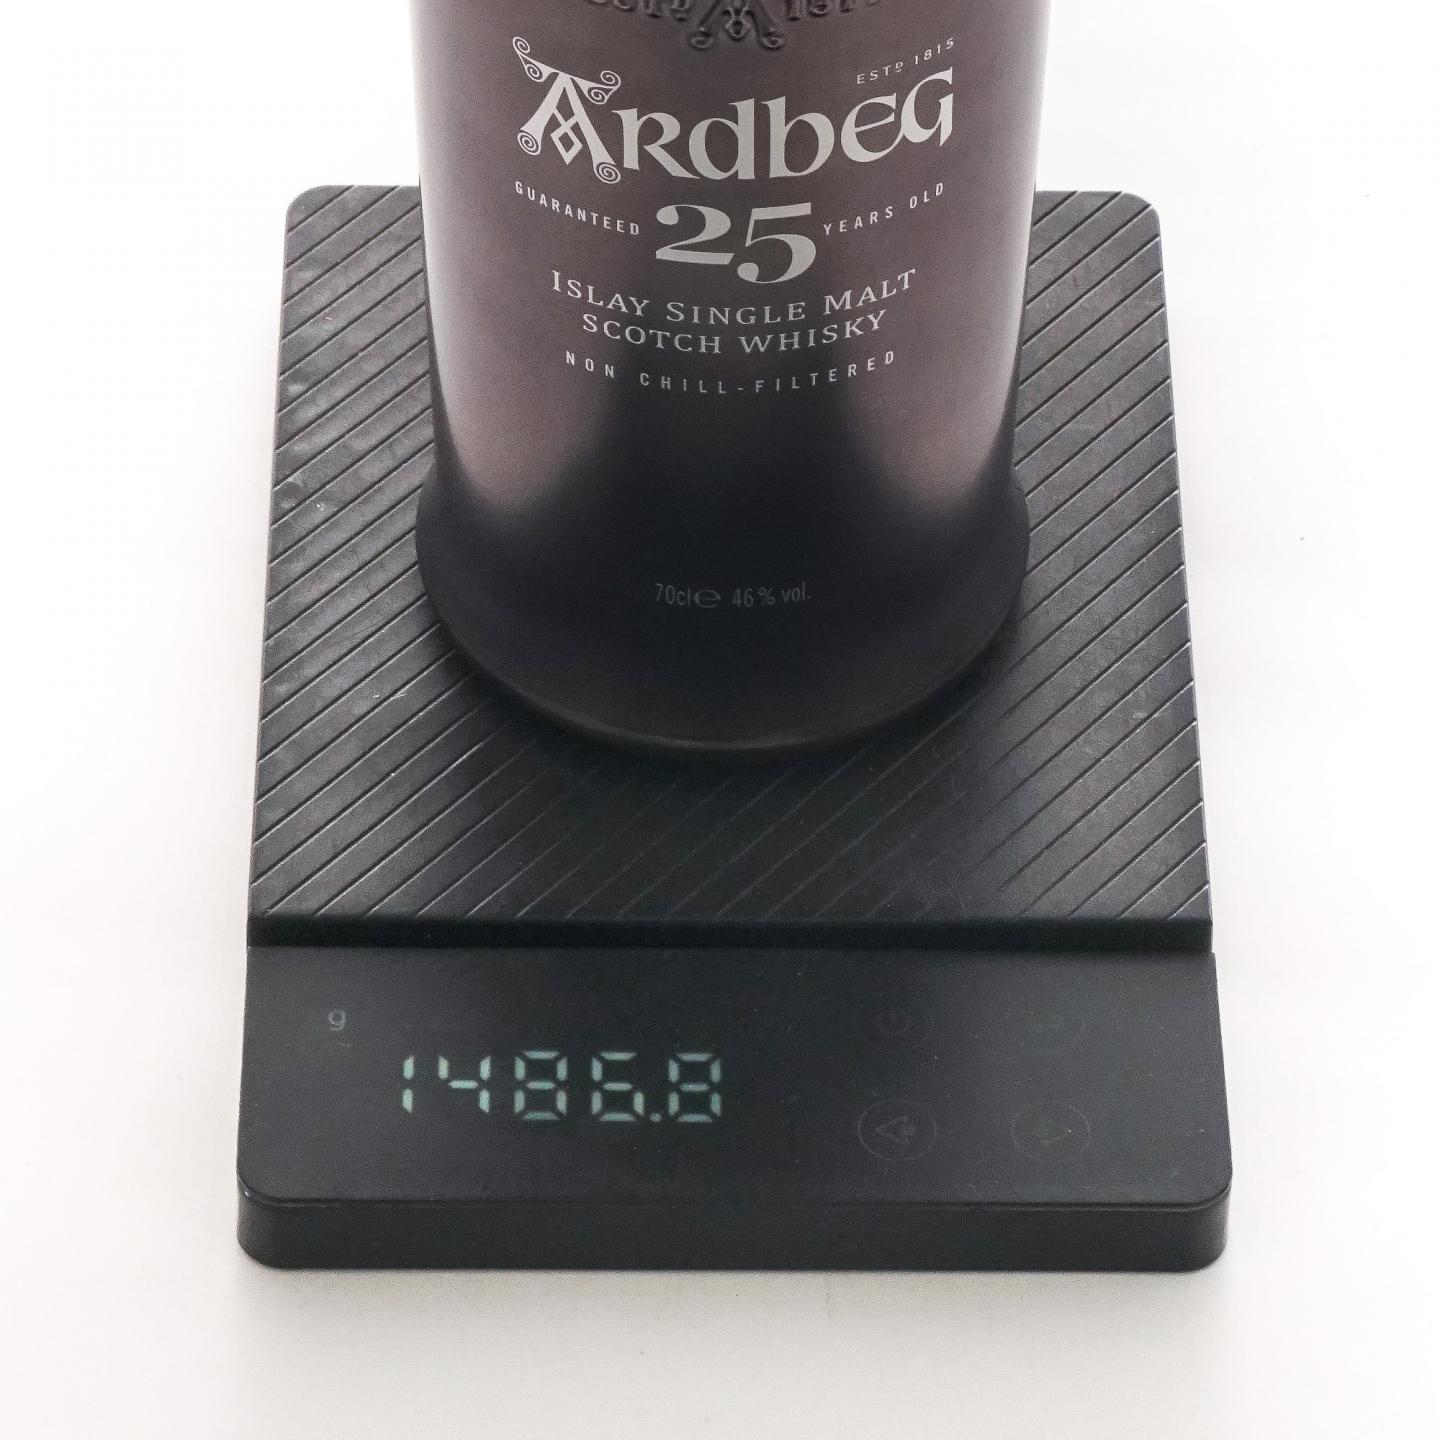 ESTD 1815
ARdbEG
GUARANTEED 25 YEARS OLD
ISLAY SINGLE MALT
SCOTCH WHISKY
NON CHILL-FILTERED
70cl℮ 46% vol.
g
1486.8